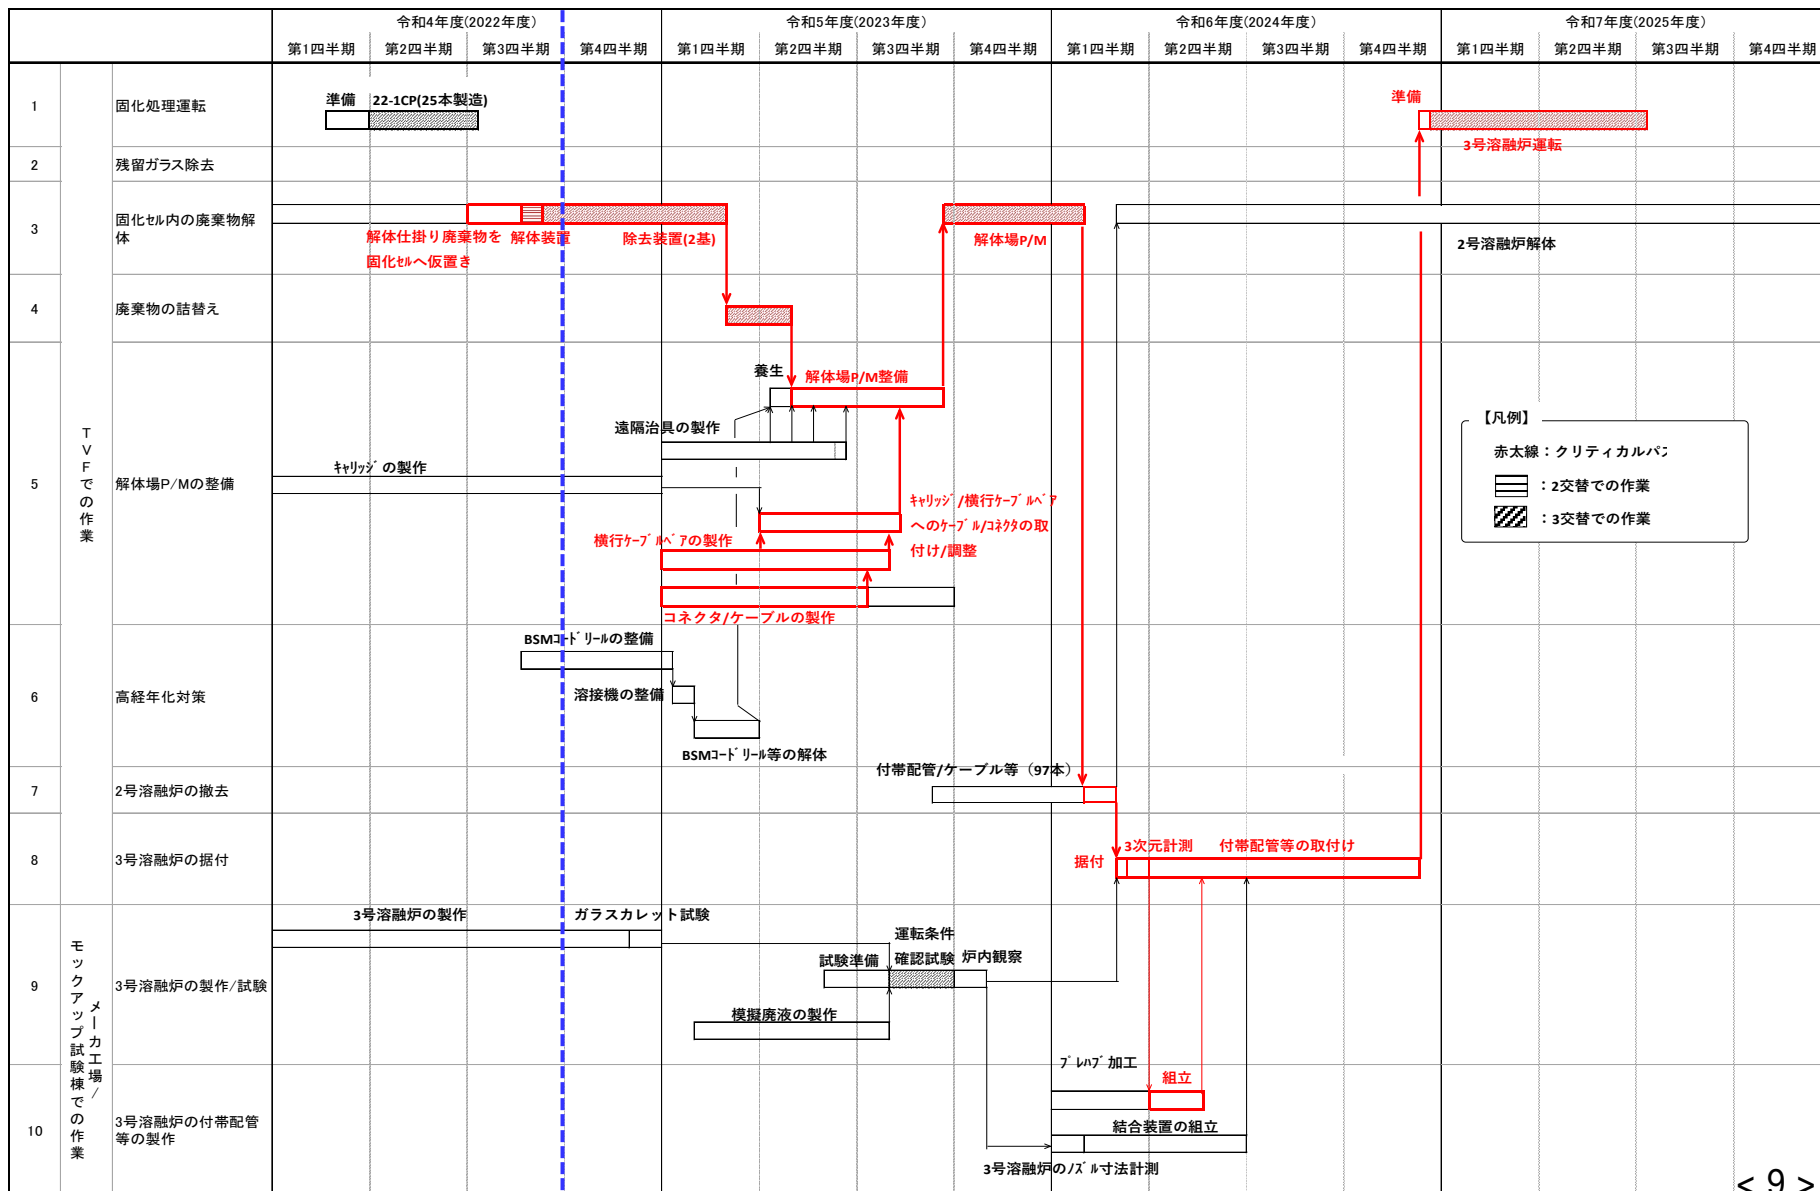 令和4年度(2022年度)
令和5年度(2023年度)
令和6年度(2024年度)
令和7年度(2025年度)
第1四半期 第2四半期 第3四半期 第4四半期 第1四半期 第2四半期 第3四半期 第4四半期 第1四半期 第2四半期 第3四半期 第4四半期 第1四半期 第2四半期 第3四半期 第4四半期
TVFでの作業
1 固化処理運転
準備 22-1CP(25本製造)
準備
3号溶融炉運転
2 残留ガラス除去
3 固化ｾﾙ内の廃棄物解
体
解体仕掛り廃棄物を
固化ｾﾙへ仮置き
解体装置
除去装置(2基)
解体場P/M
2号溶融炉解体
4 廃棄物の詰替え
5 解体場P/Mの整備
養生
解体場P/M整備
遠隔治具の製作
ｷｬﾘｯｼﾞの製作
ｷｬﾘｯｼﾞ/横行ｹｰﾌﾞﾙﾍﾞｱ
へのｹｰﾌﾞﾙ/ｺﾈｸﾀの取
付け/調整
横行ｹｰﾌﾞﾙﾍﾞｱの製作
コネクタ/ケーブルの製作
【凡例】
赤太線：クリティカルパス
：2交替での作業
：3交替での作業
6 高経年化対策
BSMｺｰﾄﾞﾘｰﾙの整備
溶接機の整備
BSMｺｰﾄﾞﾘｰﾙ等の解体
7 2号溶融炉の撤去
付帯配管/ケーブル等（97本）
8 3号溶融炉の据付
据付
3次元計測
付帯配管等の取付け
メーカ工場/
モックアップ試験棟での作業
9 3号溶融炉の製作/試験
3号溶融炉の製作
ガラスカレット試験
試験準備
運転条件
確認試験
炉内観察
模擬廃液の製作
10 3号溶融炉の付帯配管
等の製作
ﾌﾟﾚﾊﾌﾞ加工
組立
結合装置の組立
3号溶融炉のﾉｽﾞﾙ寸法計測
< 9 >